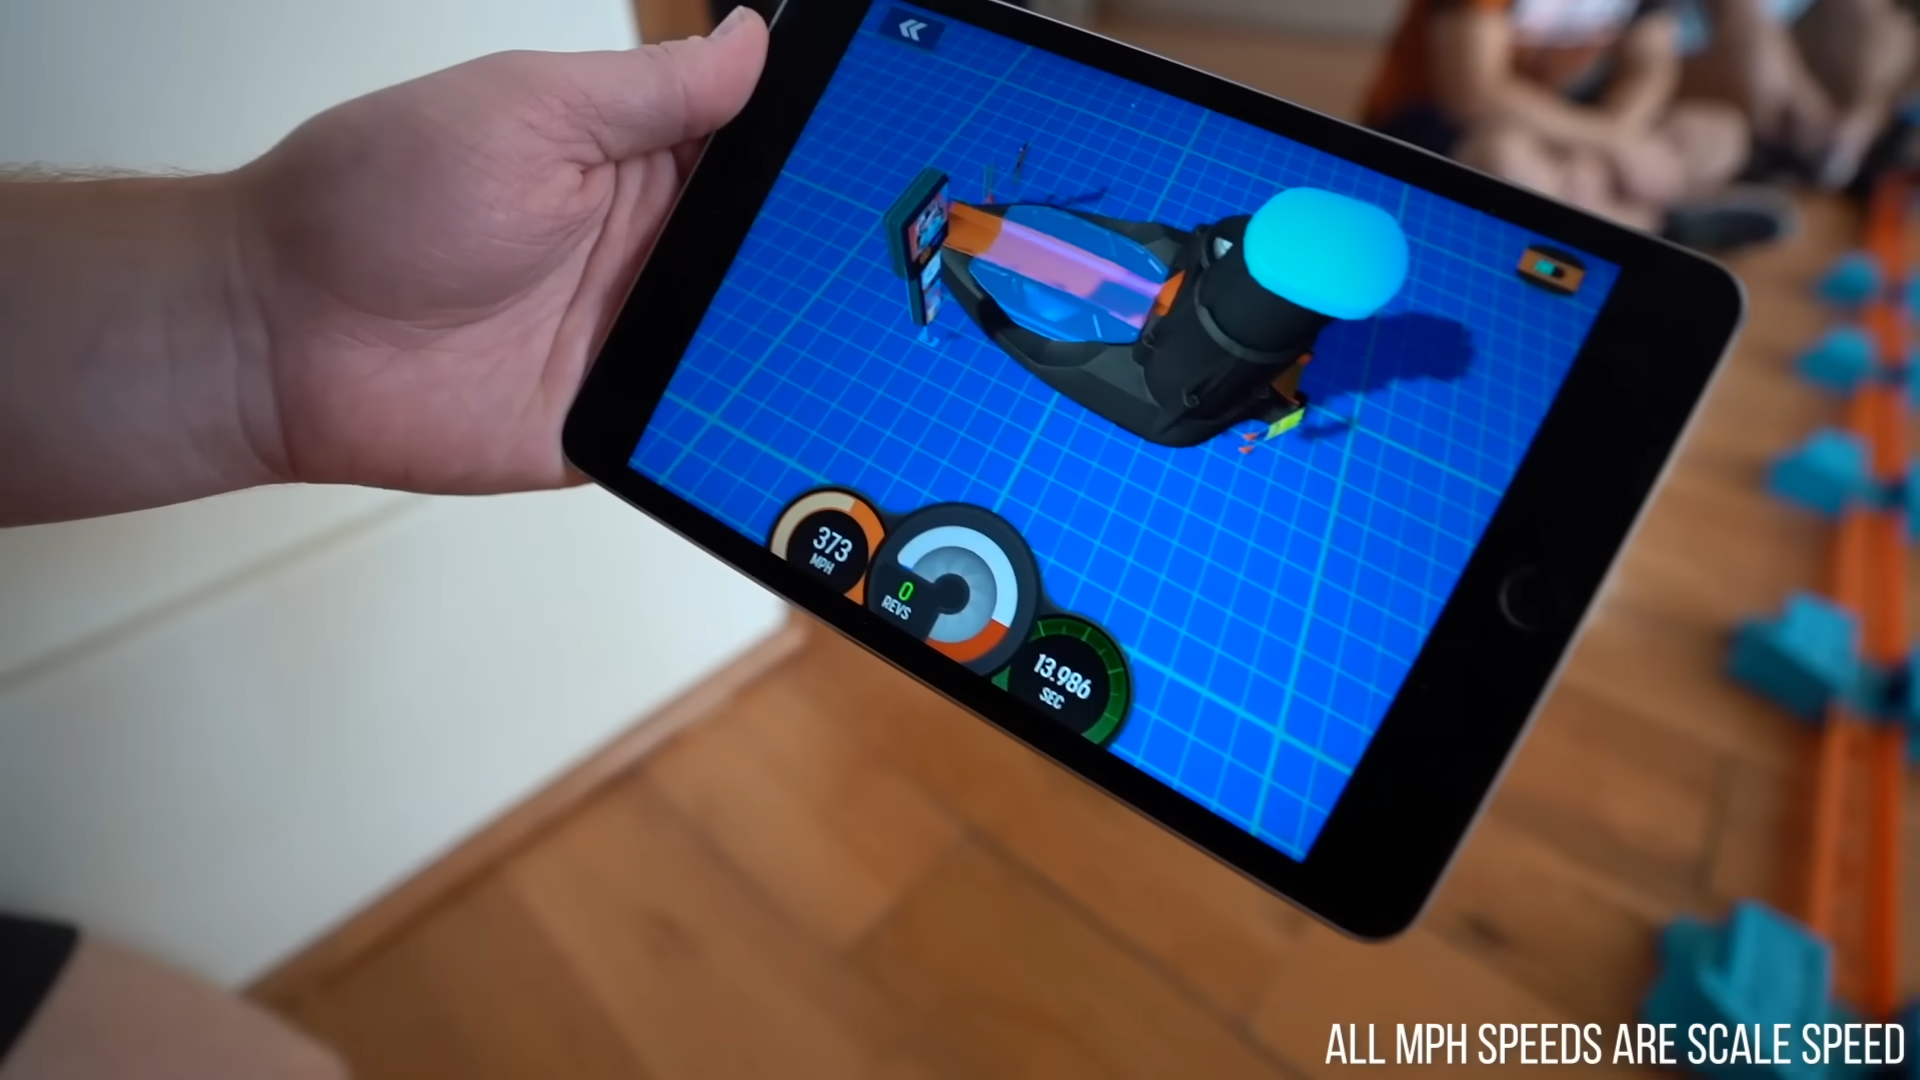 373
MPH
0
REVS
13.986
SEC
ALL MPH SPEEDS ARE SCALE SPEED